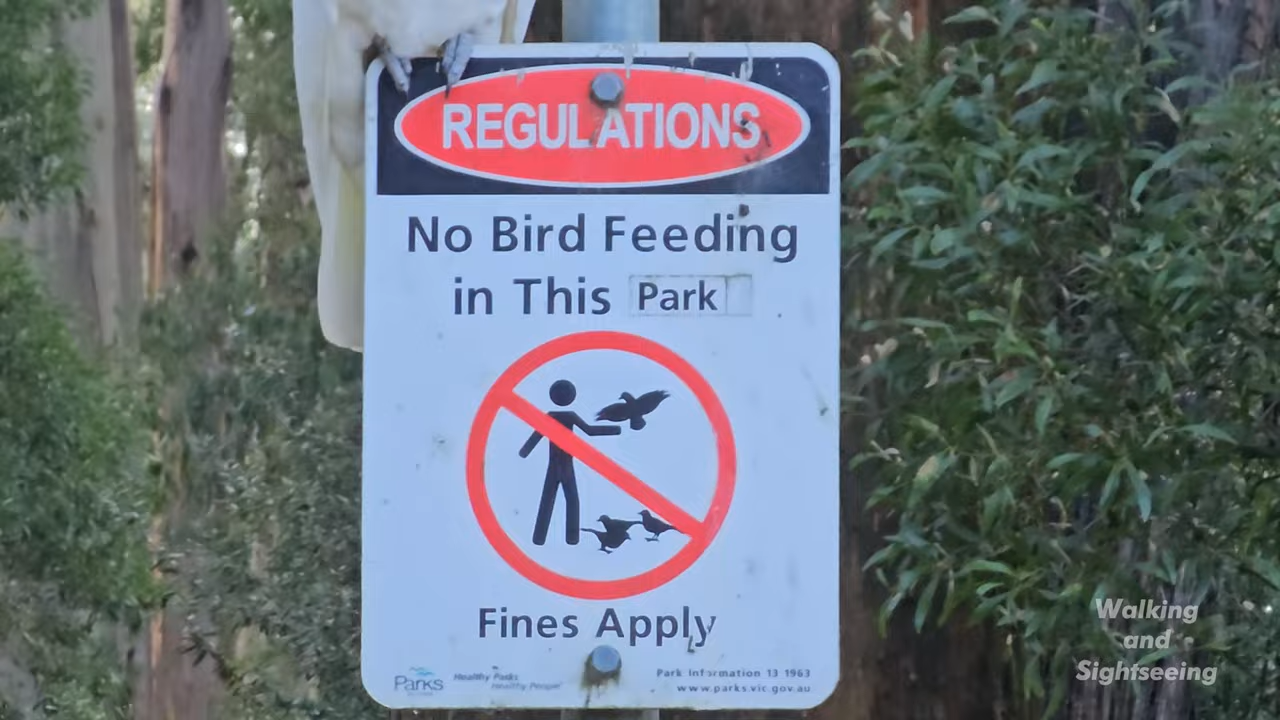 REGULATIONS
No Bird Feeding
in This Park
Fines Apply
Parks
Healthy Parks
Healthy People
Park Information 13 1963
www.parks.vic.gov.au
Walking
and
Sightseeing